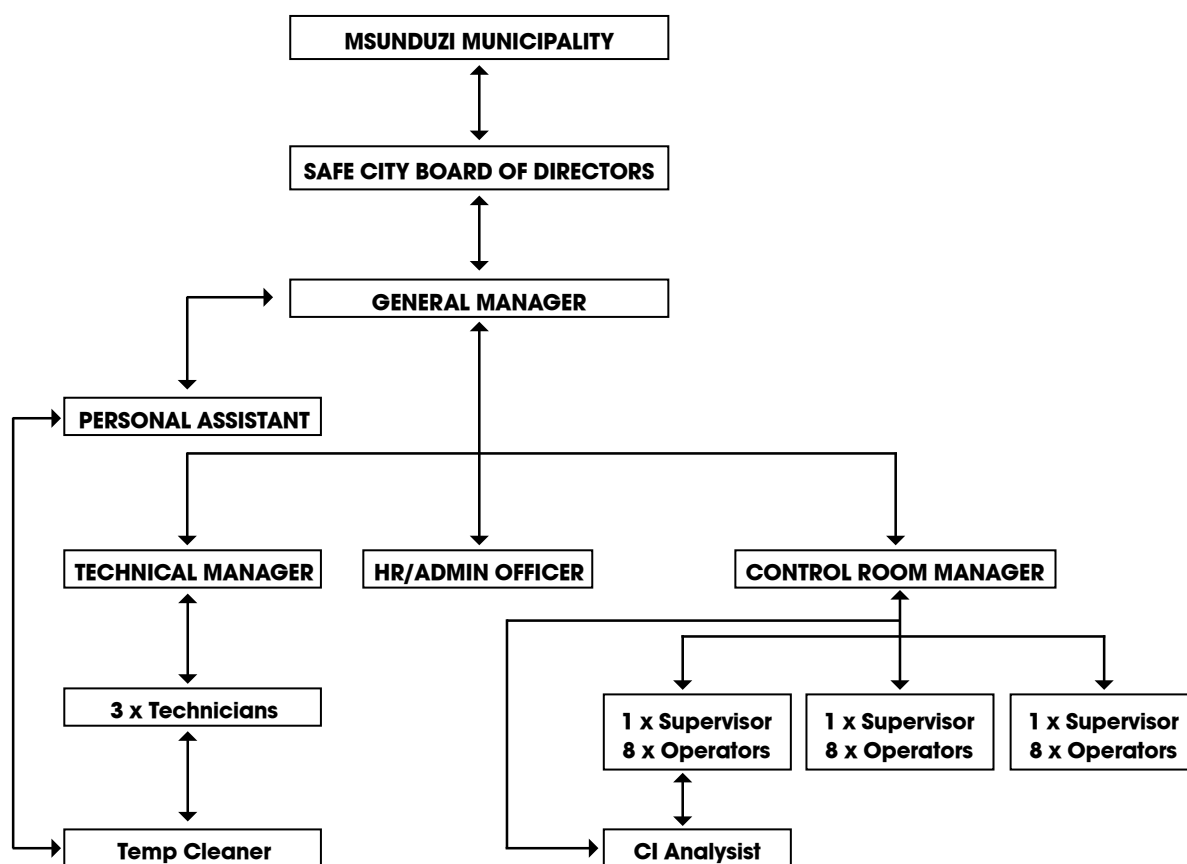 MSUNDUZI MUNICIPALITY
SAFE CITY BOARD OF DIRECTORS
GENERAL MANAGER
PERSONAL ASSISTANT
TECHNICAL MANAGER
HR/ADMIN OFFICER
CONTROL ROOM MANAGER
3 x Technicians
1 x Supervisor
8 x Operators
1 x Supervisor
8 x Operators
1 x Supervisor
8 x Operators
Temp Cleaner
CI Analysist